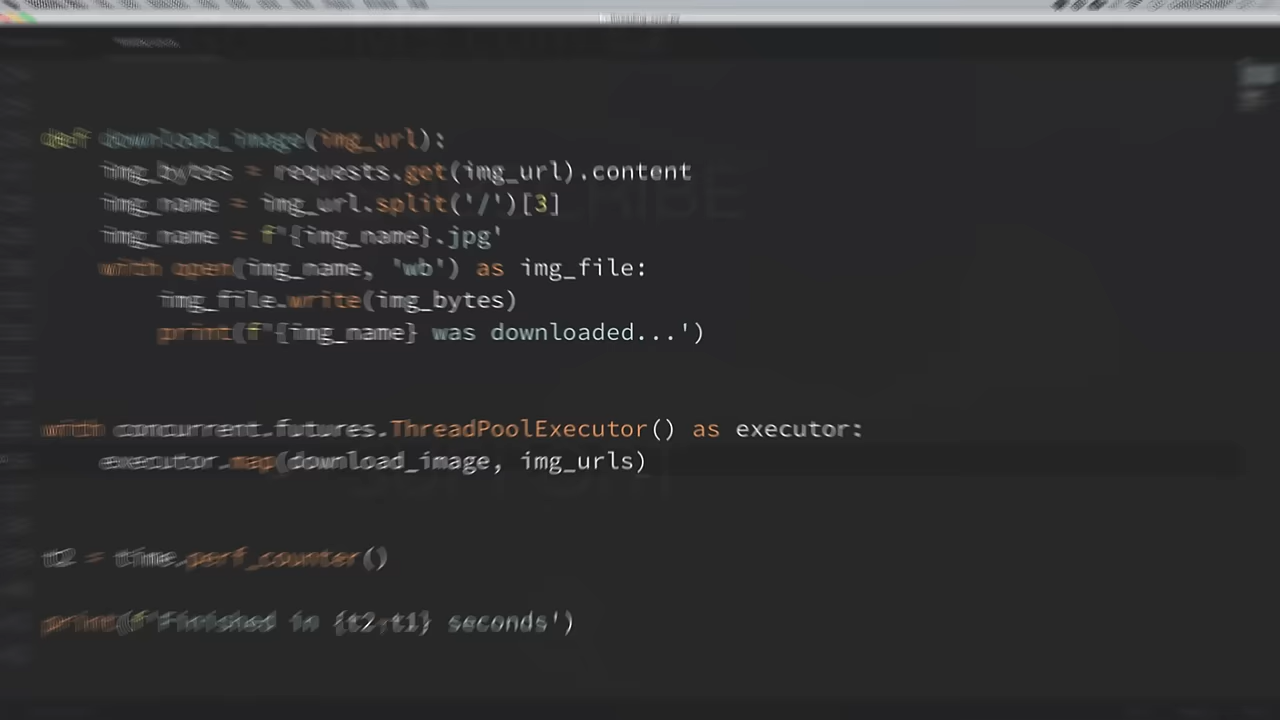 def download_image(img_url):
    img_bytes = requests.get(img_url).content
    img_name = img_url.split('/')[3]
    img_name = f'{img_name}.jpg'
    with open(img_name, 'wb') as img_file:
        img_file.write(img_bytes)
        print(f'{img_name} was downloaded...')
with concurrent.futures.ThreadPoolExecutor() as executor:
    executor.map(download_image, img_urls)
t2 = time.perf_counter()
print(f'Finished in {t2-t1} seconds')